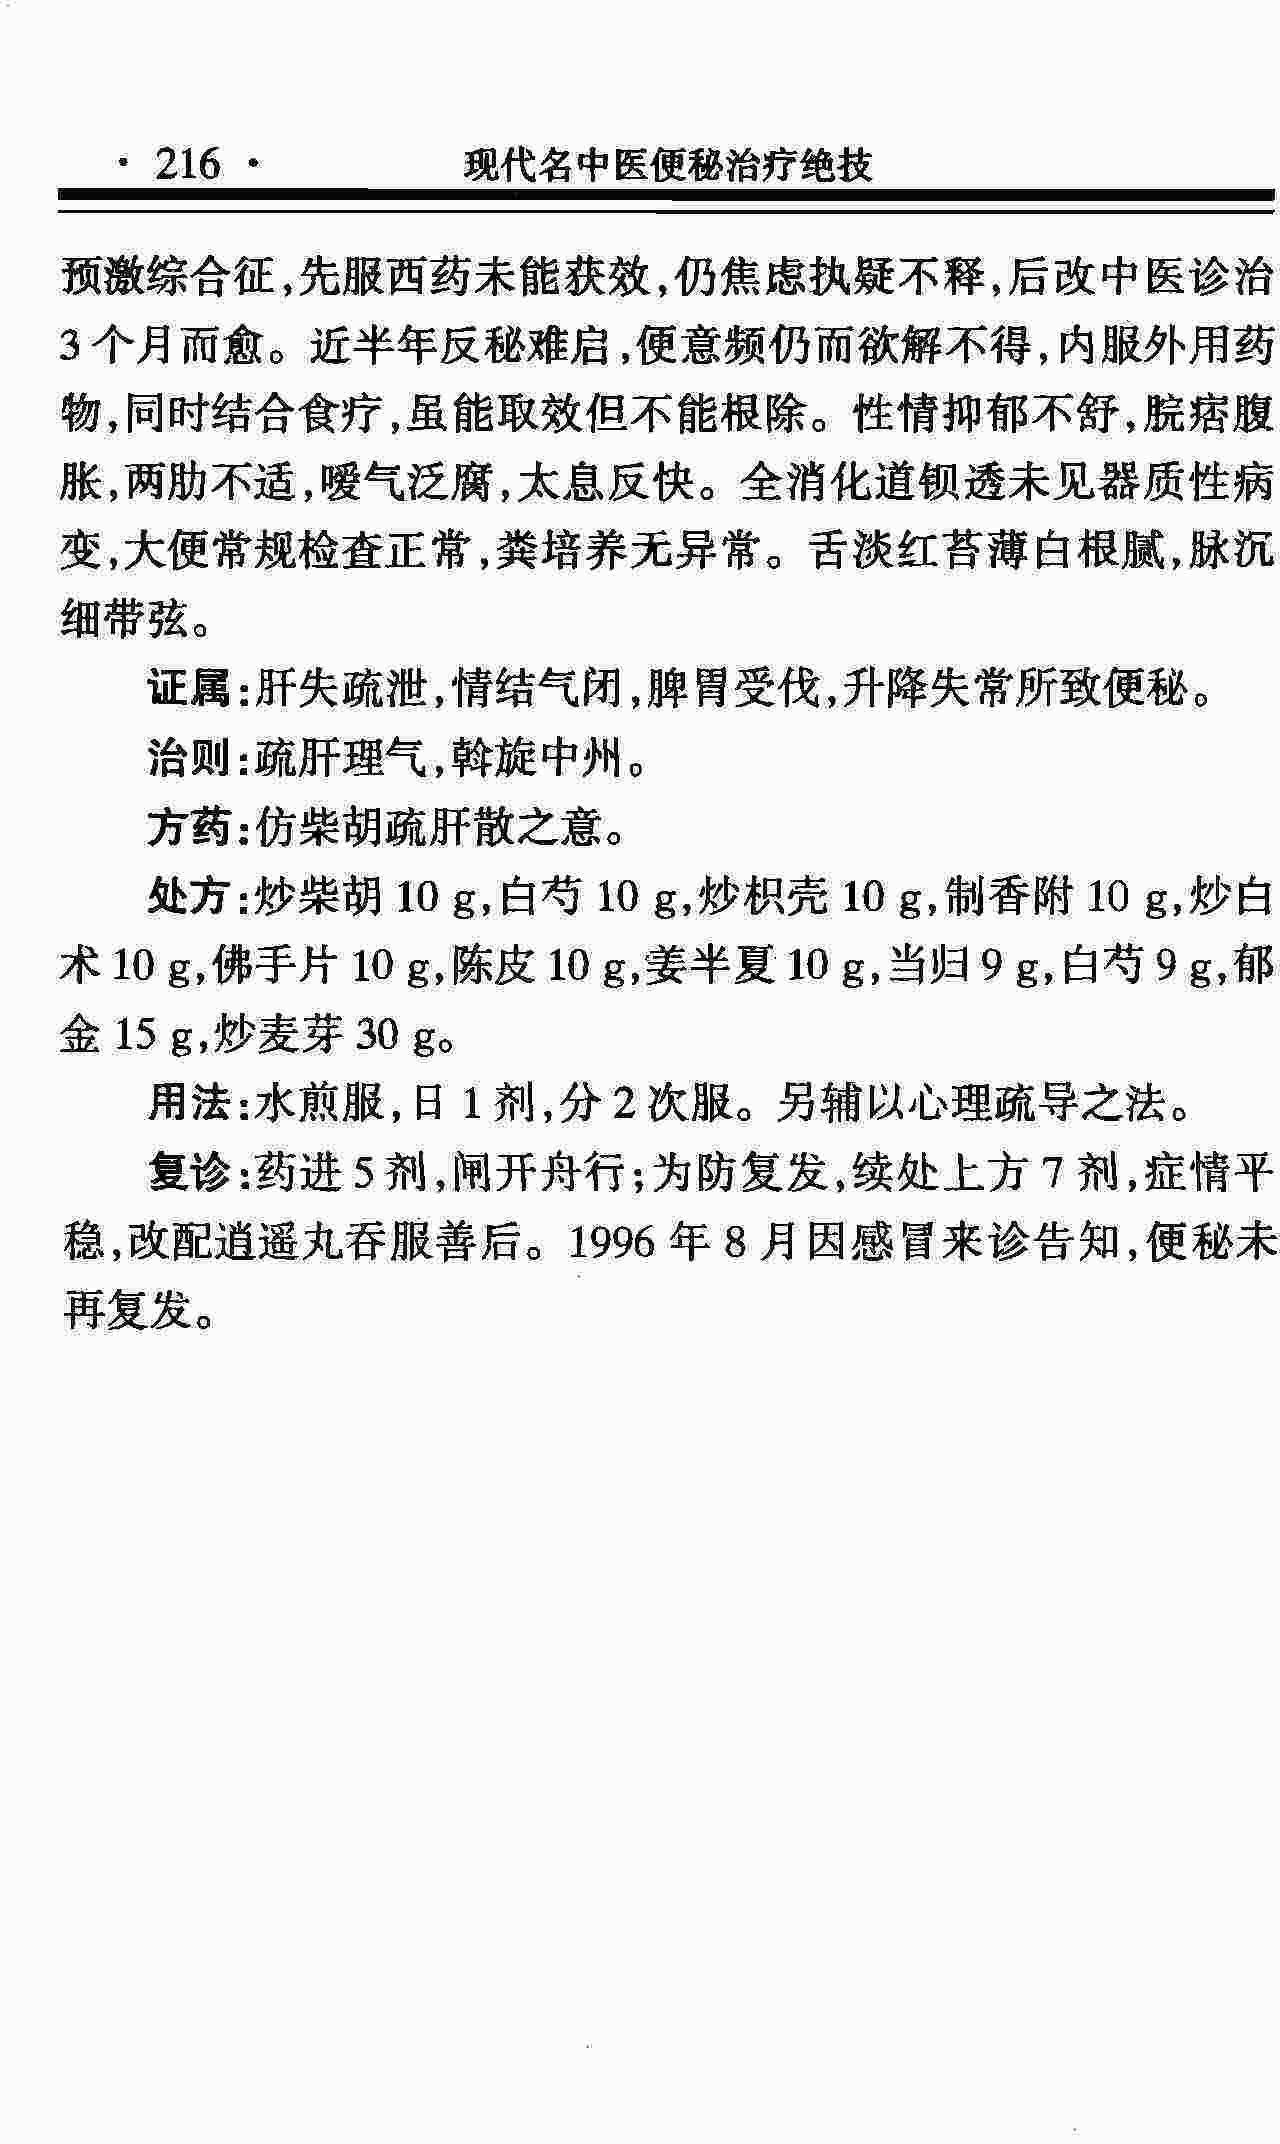 · 216 · 现代名中医便秘治疗绝技
预激综合征,先服西药未能获效,仍焦虑执疑不释,后改中医诊治
3 个月而愈。近半年反秘难启,便意频仍而欲解不得,内服外用药
物,同时结合食疗,虽能取效但不能根除。性情抑郁不舒,脘痞腹
胀,两肋不适,嗳气泛腐,太息反快。全消化道钡透未见器质性病
变,大便常规检查正常,粪培养无异常。舌淡红苔薄白根腻,脉沉
细带弦。
证属:肝失疏泄,情结气闭,脾胃受伐,升降失常所致便秘。
治则:疏肝理气,斡旋中州。
方药:仿柴胡疏肝散之意。
处方:炒柴胡 10 g,白芍 10 g,炒枳壳 10 g,制香附 10 g,炒白
术 10 g,佛手片 10 g,陈皮 10 g,姜半夏 10 g,当归 9 g,白芍 9 g,郁
金 15 g,炒麦芽 30 g。
用法:水煎服,日 1 剂,分 2 次服。另辅以心理疏导之法。
复诊:药进 5 剂,闸开舟行;为防复发,续处上方 7 剂,症情平
稳,改配逍遥丸吞服善后。1996 年 8 月因感冒来诊告知,便秘未
再复发。